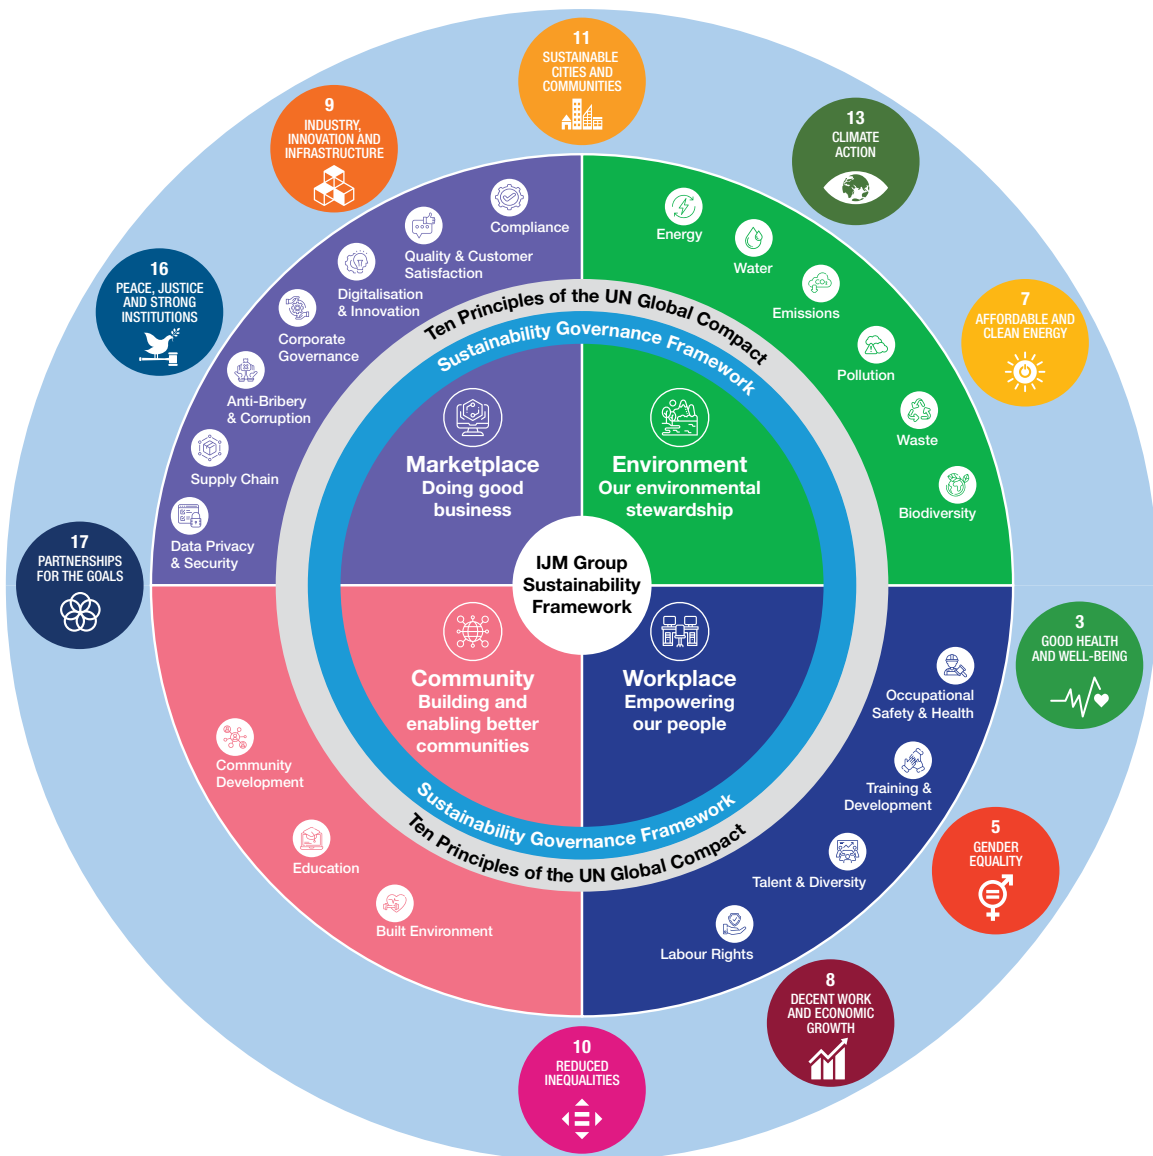 11
SUSTAINABLE
CITIES AND
COMMUNITIES
9
INDUSTRY,
INNOVATION AND
INFRASTRUCTURE
13
CLIMATE
ACTION
16
PEACE, JUSTICE
AND STRONG
INSTITUTIONS
7
AFFORDABLE AND
CLEAN ENERGY
17
PARTNERSHIPS
FOR THE GOALS
3
GOOD HEALTH
AND WELL-BEING
5
GENDER
EQUALITY
8
DECENT WORK
AND ECONOMIC
GROWTH
10
REDUCED
INEQUALITIES
Compliance
Quality & Customer
Satisfaction
Digitalisation
& Innovation
Corporate
Governance
Anti-Bribery
& Corruption
Supply Chain
Data Privacy
& Security
Energy
Water
CO2
Emissions
Pollution
Waste
Biodiversity
Ten Principles of the UN Global Compact
Sustainability Governance Framework
Marketplace
Doing good
business
Environment
Our environmental
stewardship
IJM Group
Sustainability
Framework
Community
Building and
enabling better
communities
Workplace
Empowering
our people
Sustainability Governance Framework
Ten Principles of the UN Global Compact
Community
Development
Education
Built Environment
Occupational
Safety & Health
Training &
Development
Talent & Diversity
Labour Rights